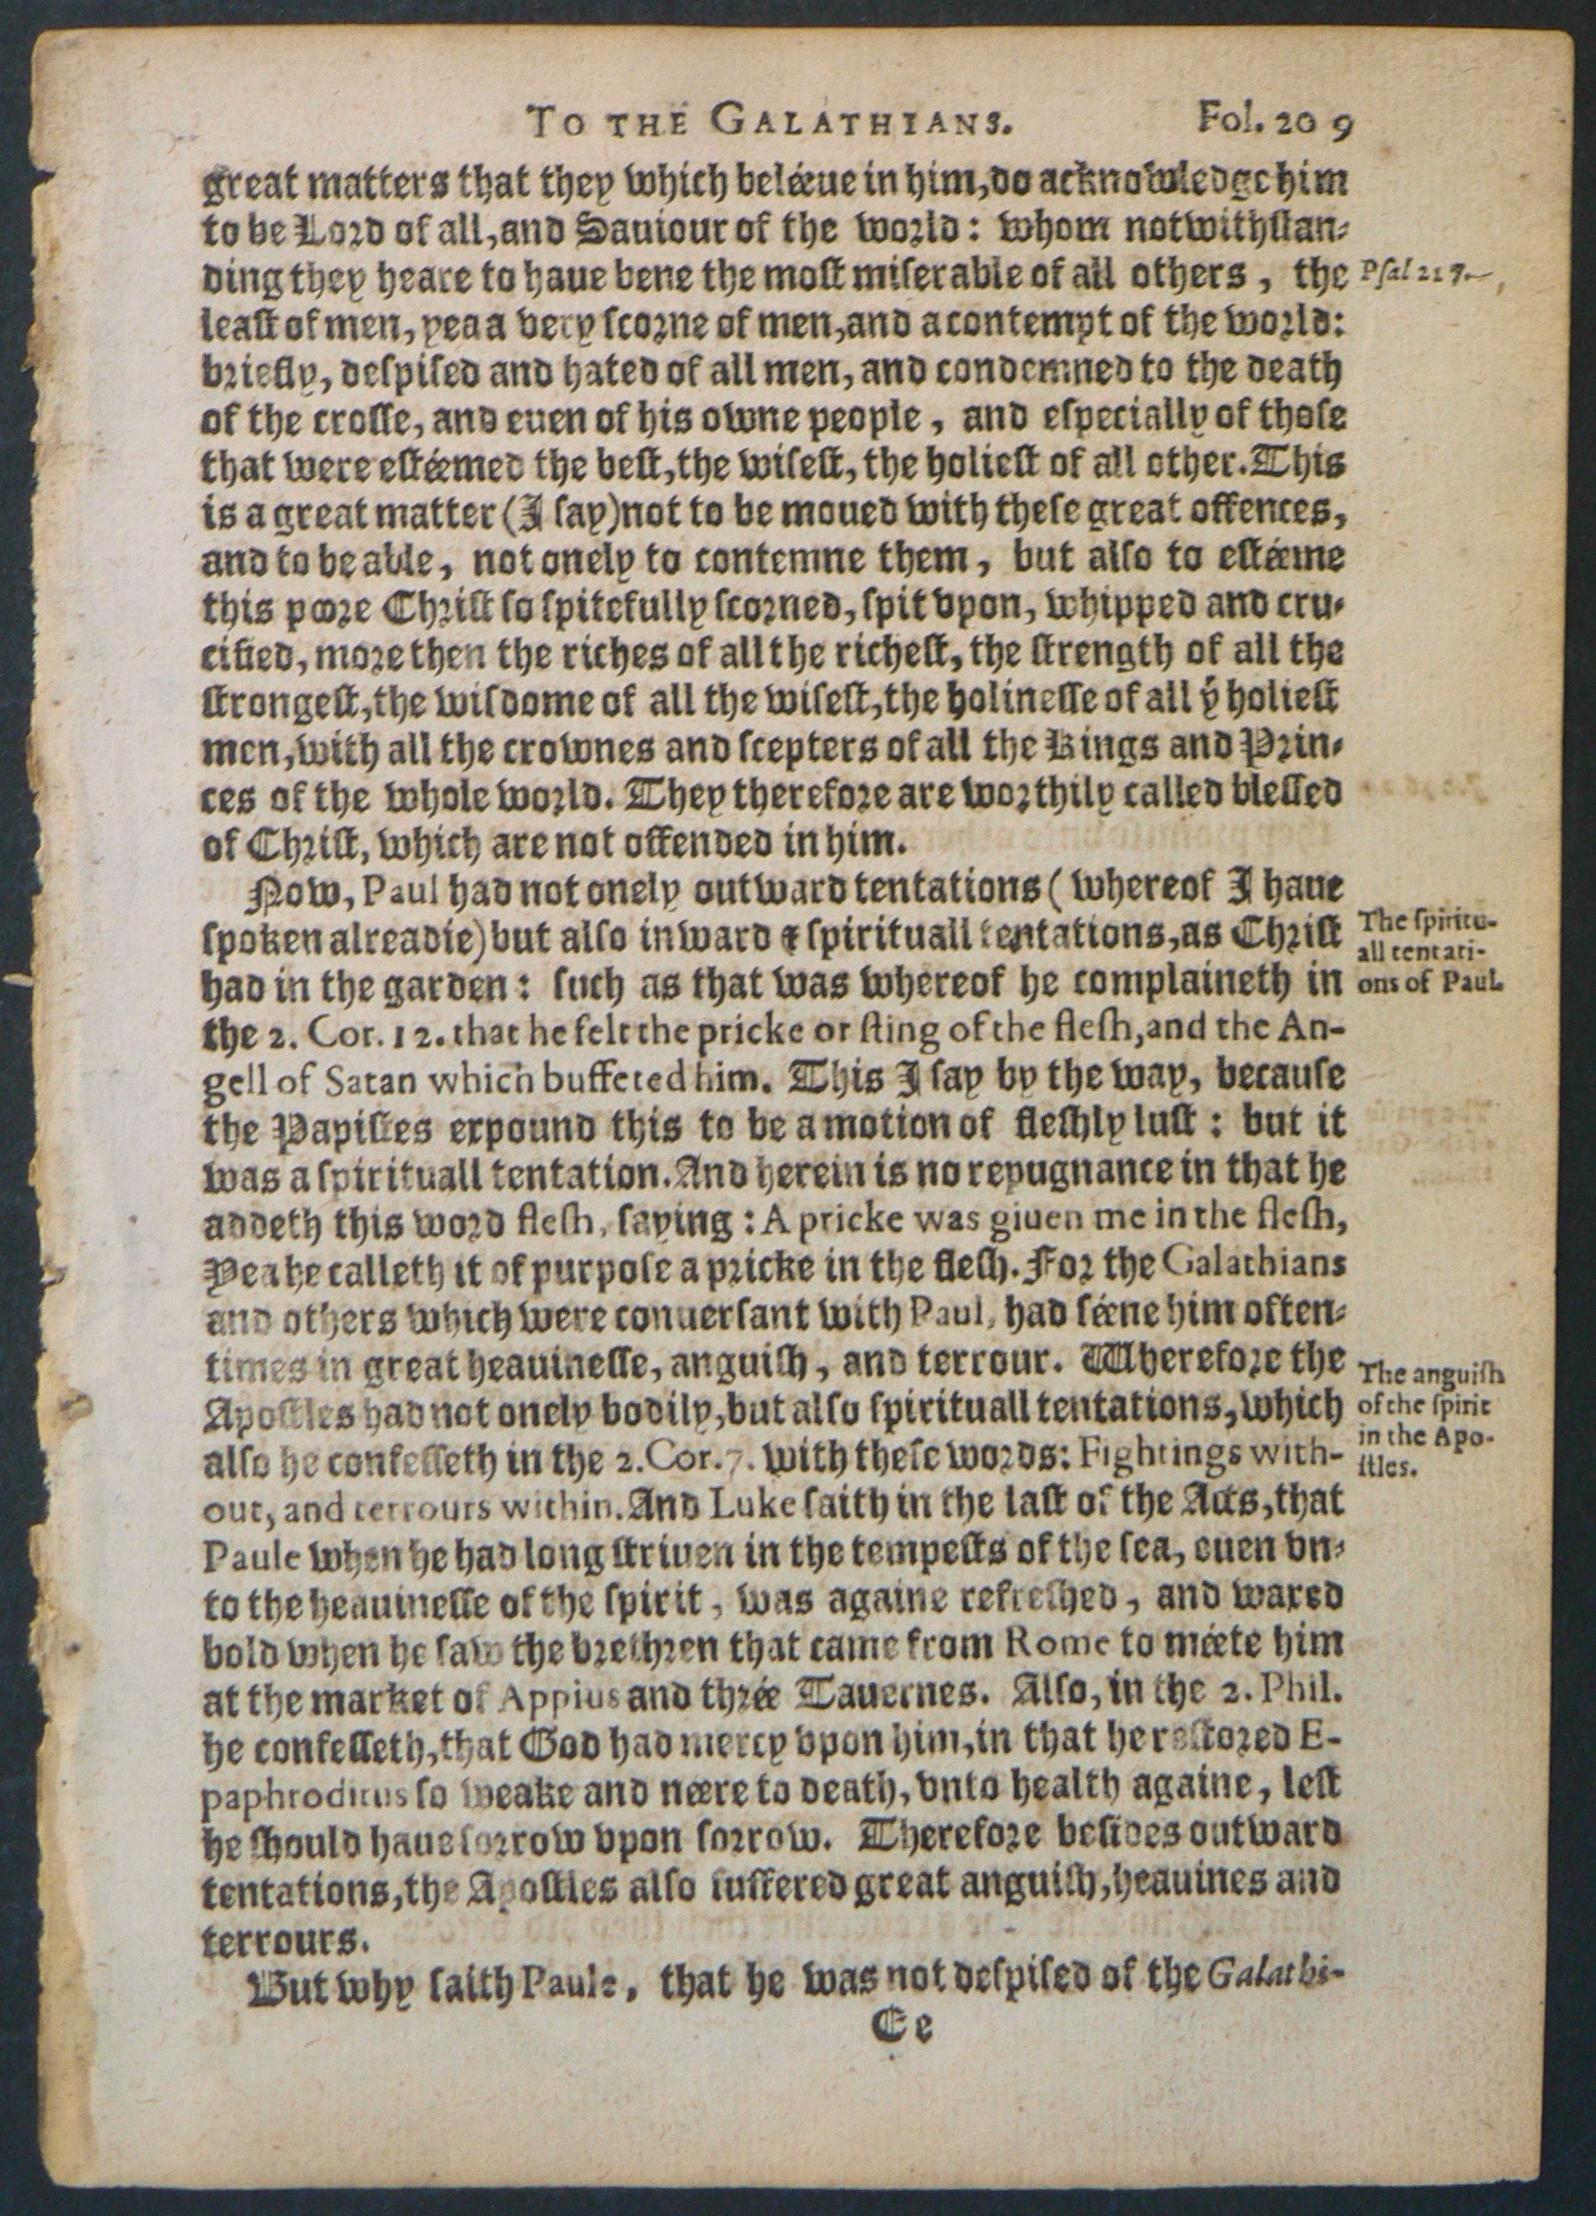 TO THE GALATHIANS. Fol. 209
great matters that they which beléeue in him, do acknowledge him
to be Lord of all, and Sauiour of the world: whom notwithstan-
ding they heare to haue bene the most miserable of all others, the
Psal 217.
least of men, yea a very scorne of men, and a contempt of the world:
briefly, despised and hated of all men, and condemned to the death
of the crosse, and euen of his owne people, and especially of those
that were estéemed the best, the wisest, the holiest of all other. This
is a great matter (I say) not to be moued with these great offences,
and to be able, not onely to contemne them, but also to estéeme
this poore Christ so spitefully scorned, spit vpon, whipped and cru-
cified, more then the riches of all the richest, the strength of all the
strongest, the wisdome of all the wisest, the holinesse of all ẏ holiest
men, with all the crownes and scepters of all the Kings and Prin-
ces of the whole world. They therefore are worthily called blessed
of Christ, which are not offended in him.
Now, Paul had not onely outward tentations (whereof I haue
spoken alreadie) but also inward & spirituall tentations, as Christ
had in the garden: such as that was whereof he complaineth in
The spiritu-
all tentati-
ons of Paul.
the 2. Cor. 12. that he felt the pricke or sting of the flesh, and the An-
gell of Satan which buffeted him. This I say by the way, because
the Papistes expound this to be a motion of fleshly lust: but it
was a spirituall tentation. And herein is no repugnance in that he
addeth this word flesh, saying: A pricke was giuen me in the flesh,
Yea he calleth it of purpose a pricke in the flesh. For the Galathians
and others which were conuersant with Paul, had séene him often-
times in great heauinesse, anguish, and terrour. Wherefore the
Apostles had not onely bodily, but also spirituall tentations, which
also he confesseth in the 2. Cor. 7. with these words: Fightings with-
The anguish
of the spirit
in the Apo-
stles.
out, and terrours within. And Luke saith in the last of the Acts, that
Paule when he had long striuen in the tempests of the sea, euen vn-
to the heauinesse of the spirit, was againe refreshed, and waxed
bold when he saw the brethren that came from Rome to méete him
at the market of Appius and thrée Tauernes. Also, in the 2. Phil.
he confesseth, that God had mercy vpon him, in that he restored E-
paphroditus so weake and néere to death, vnto health againe, lest
he should haue sorrow vpon sorrow. Therefore besides outward
tentations, the Apostles also suffered great anguish, heauines and
terrours.
But why saith Paule, that he was not despised of the Galathi-
Ee